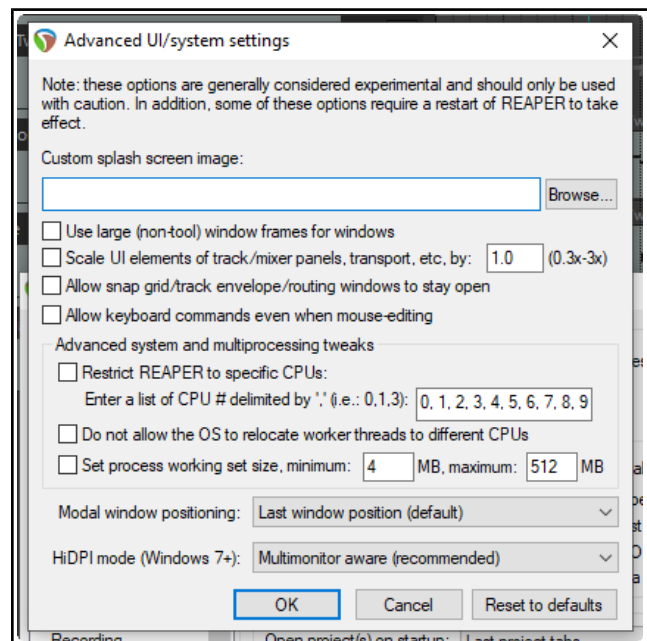 Advanced UI/system settings
Note: these options are generally considered experimental and should only be used
with caution. In addition, some of these options require a restart of REAPER to take
effect.
Custom splash screen image:
Browse...
Use large (non-tool) window frames for windows
Scale UI elements of track/mixer panels, transport, etc, by: 1.0 (0.3x-3x)
Allow snap grid/track envelope/routing windows to stay open
Allow keyboard commands even when mouse-editing
Advanced system and multiprocessing tweaks
Restrict REAPER to specific CPUs:
Enter a list of CPU # delimited by ',' (i.e.: 0,1,3): 0, 1, 2, 3, 4, 5, 6, 7, 8, 9
Do not allow the OS to relocate worker threads to different CPUs
Set process working set size, minimum: 4 MB, maximum: 512 MB
Modal window positioning: Last window position (default)
HiDPI mode (Windows 7+): Multimonitor aware (recommended)
OK Cancel Reset to defaults
Recording Open project(s) on startup: Last project tabs